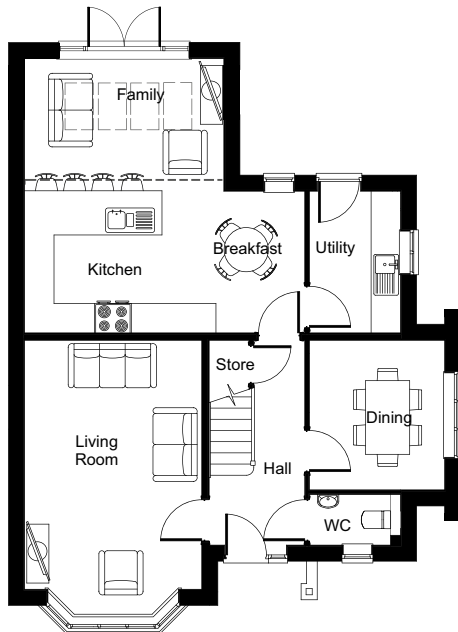 Family
Breakfast
Utility
Kitchen
Store
Dining
Living
Room
Hall
WC